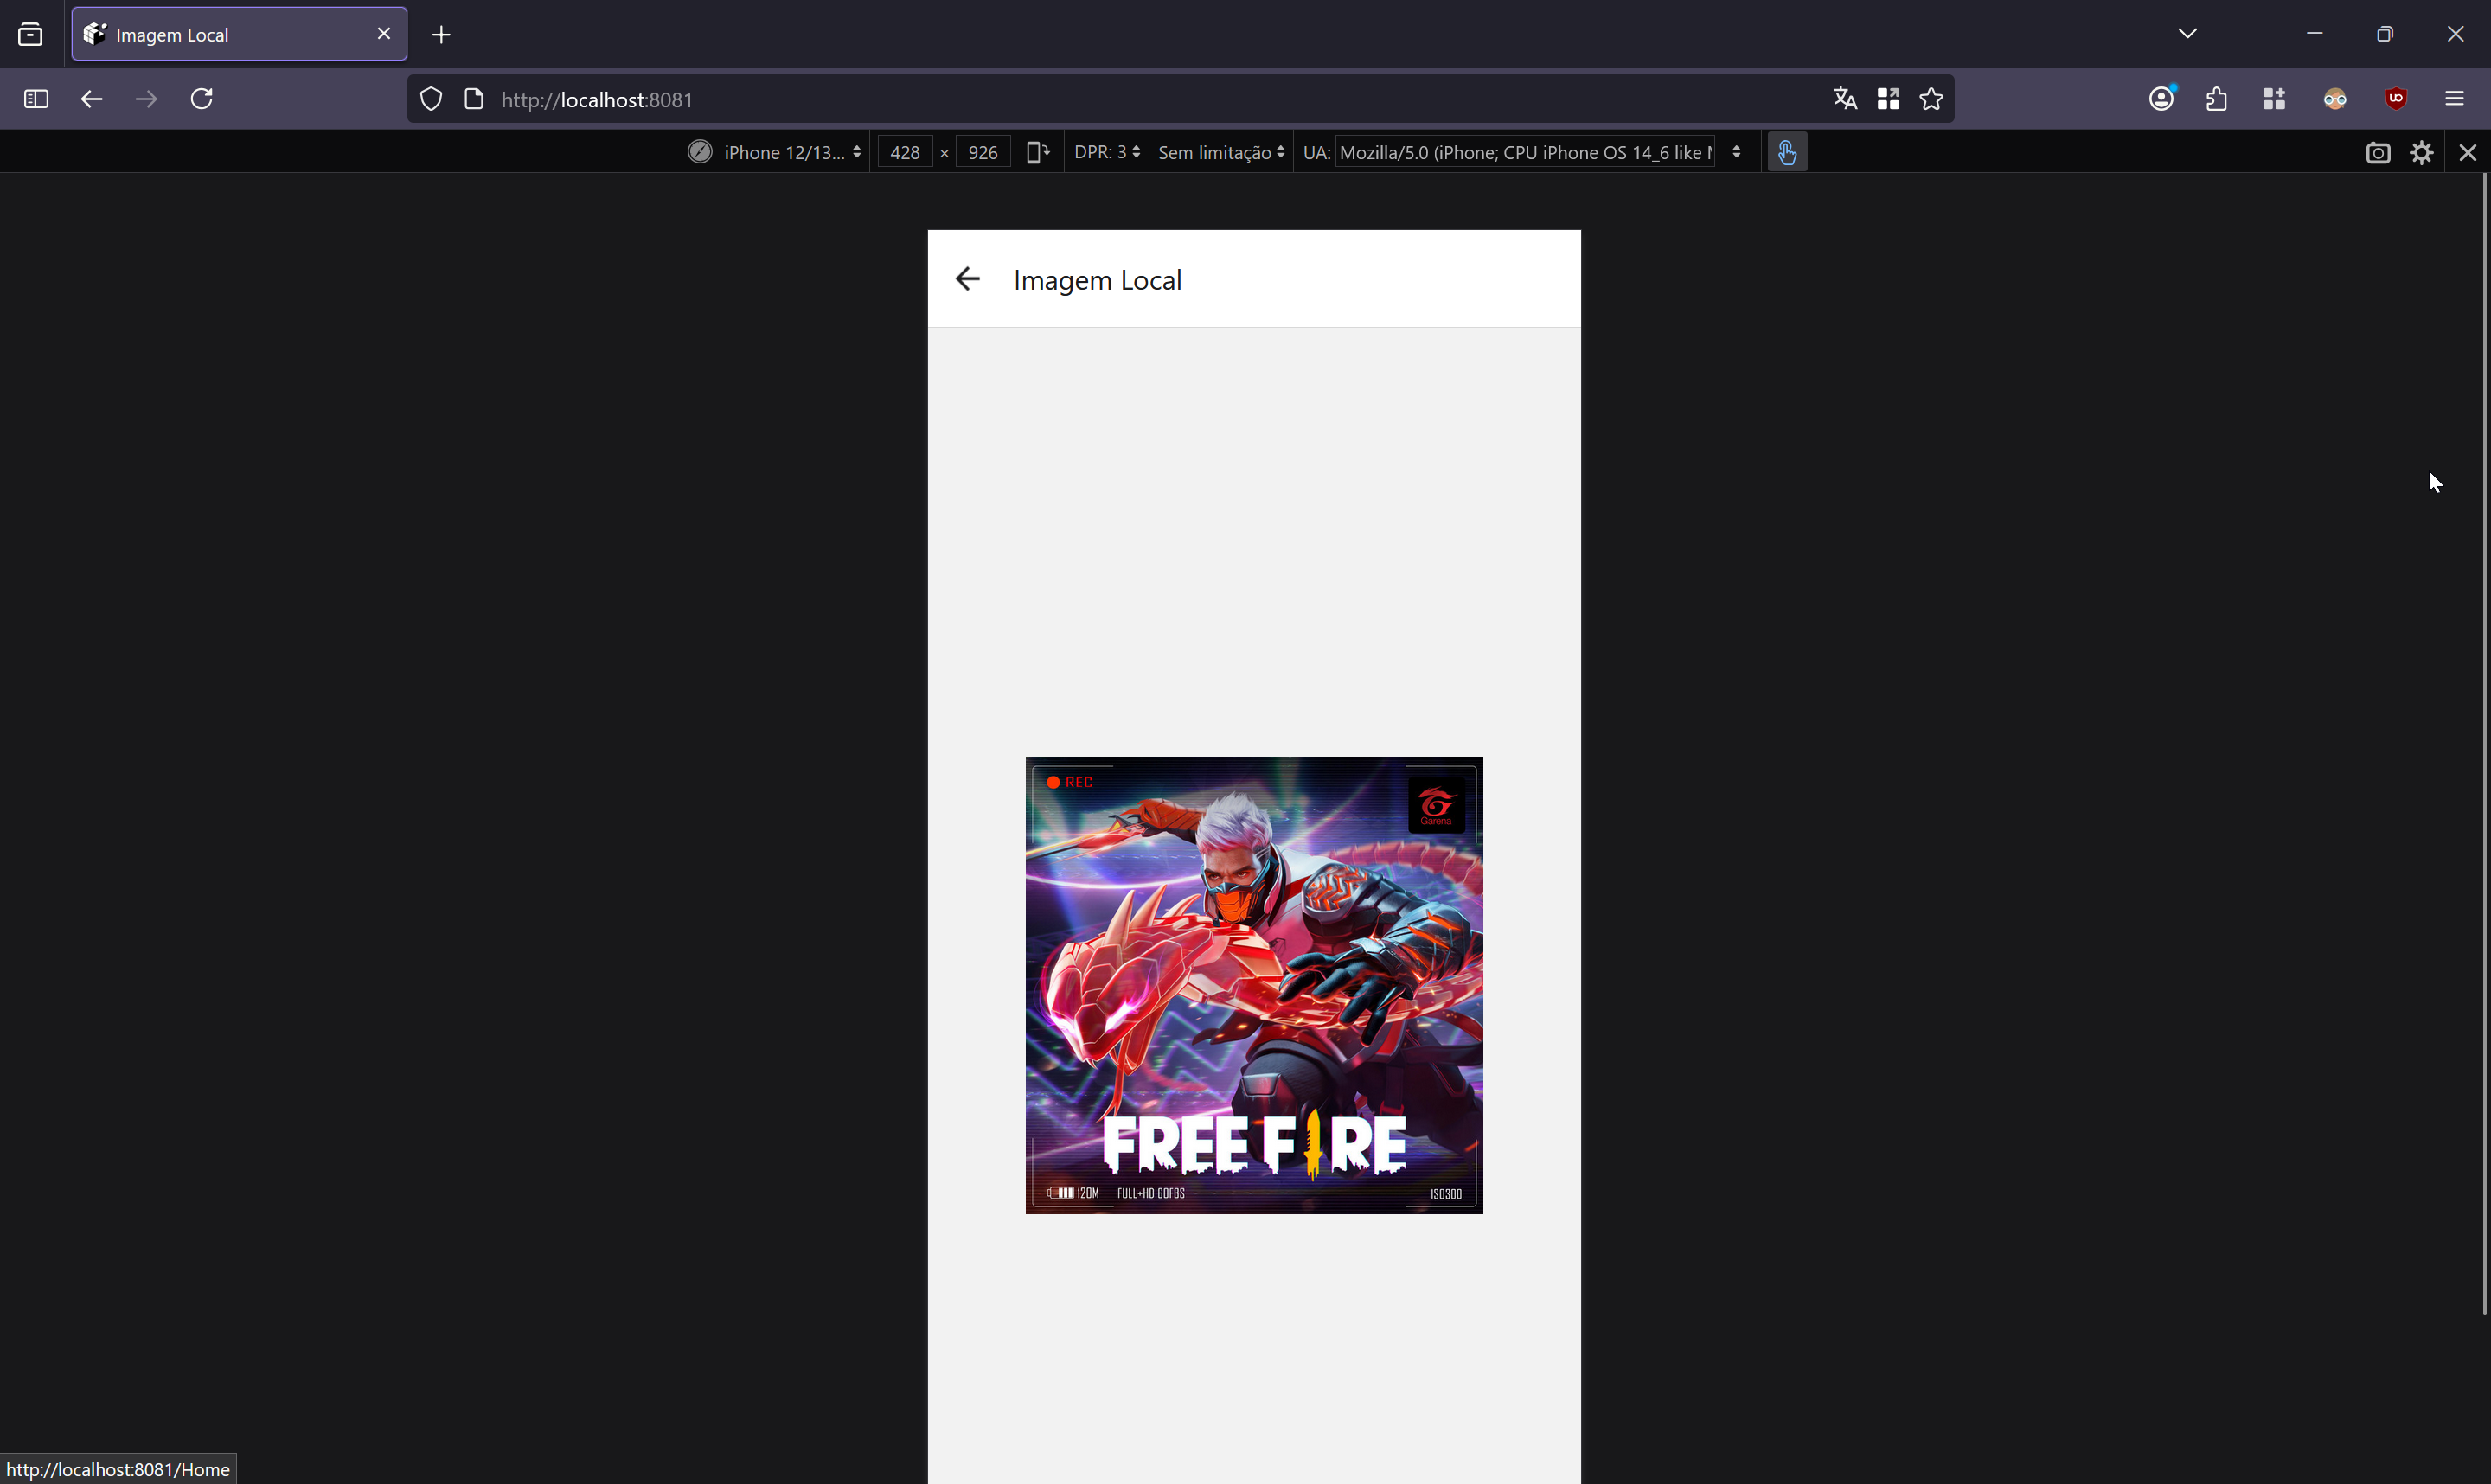 Imagem Local
http://localhost:8081
iPhone 12/13...
428 × 926
DPR: 3
Sem limitação
UA: Mozilla/5.0 (iPhone; CPU iPhone OS 14_6 like
Imagem Local
REC
Garena
FREE FIRE
120M FULL+HD 60FBS
ISO300
http://localhost:8081/Home